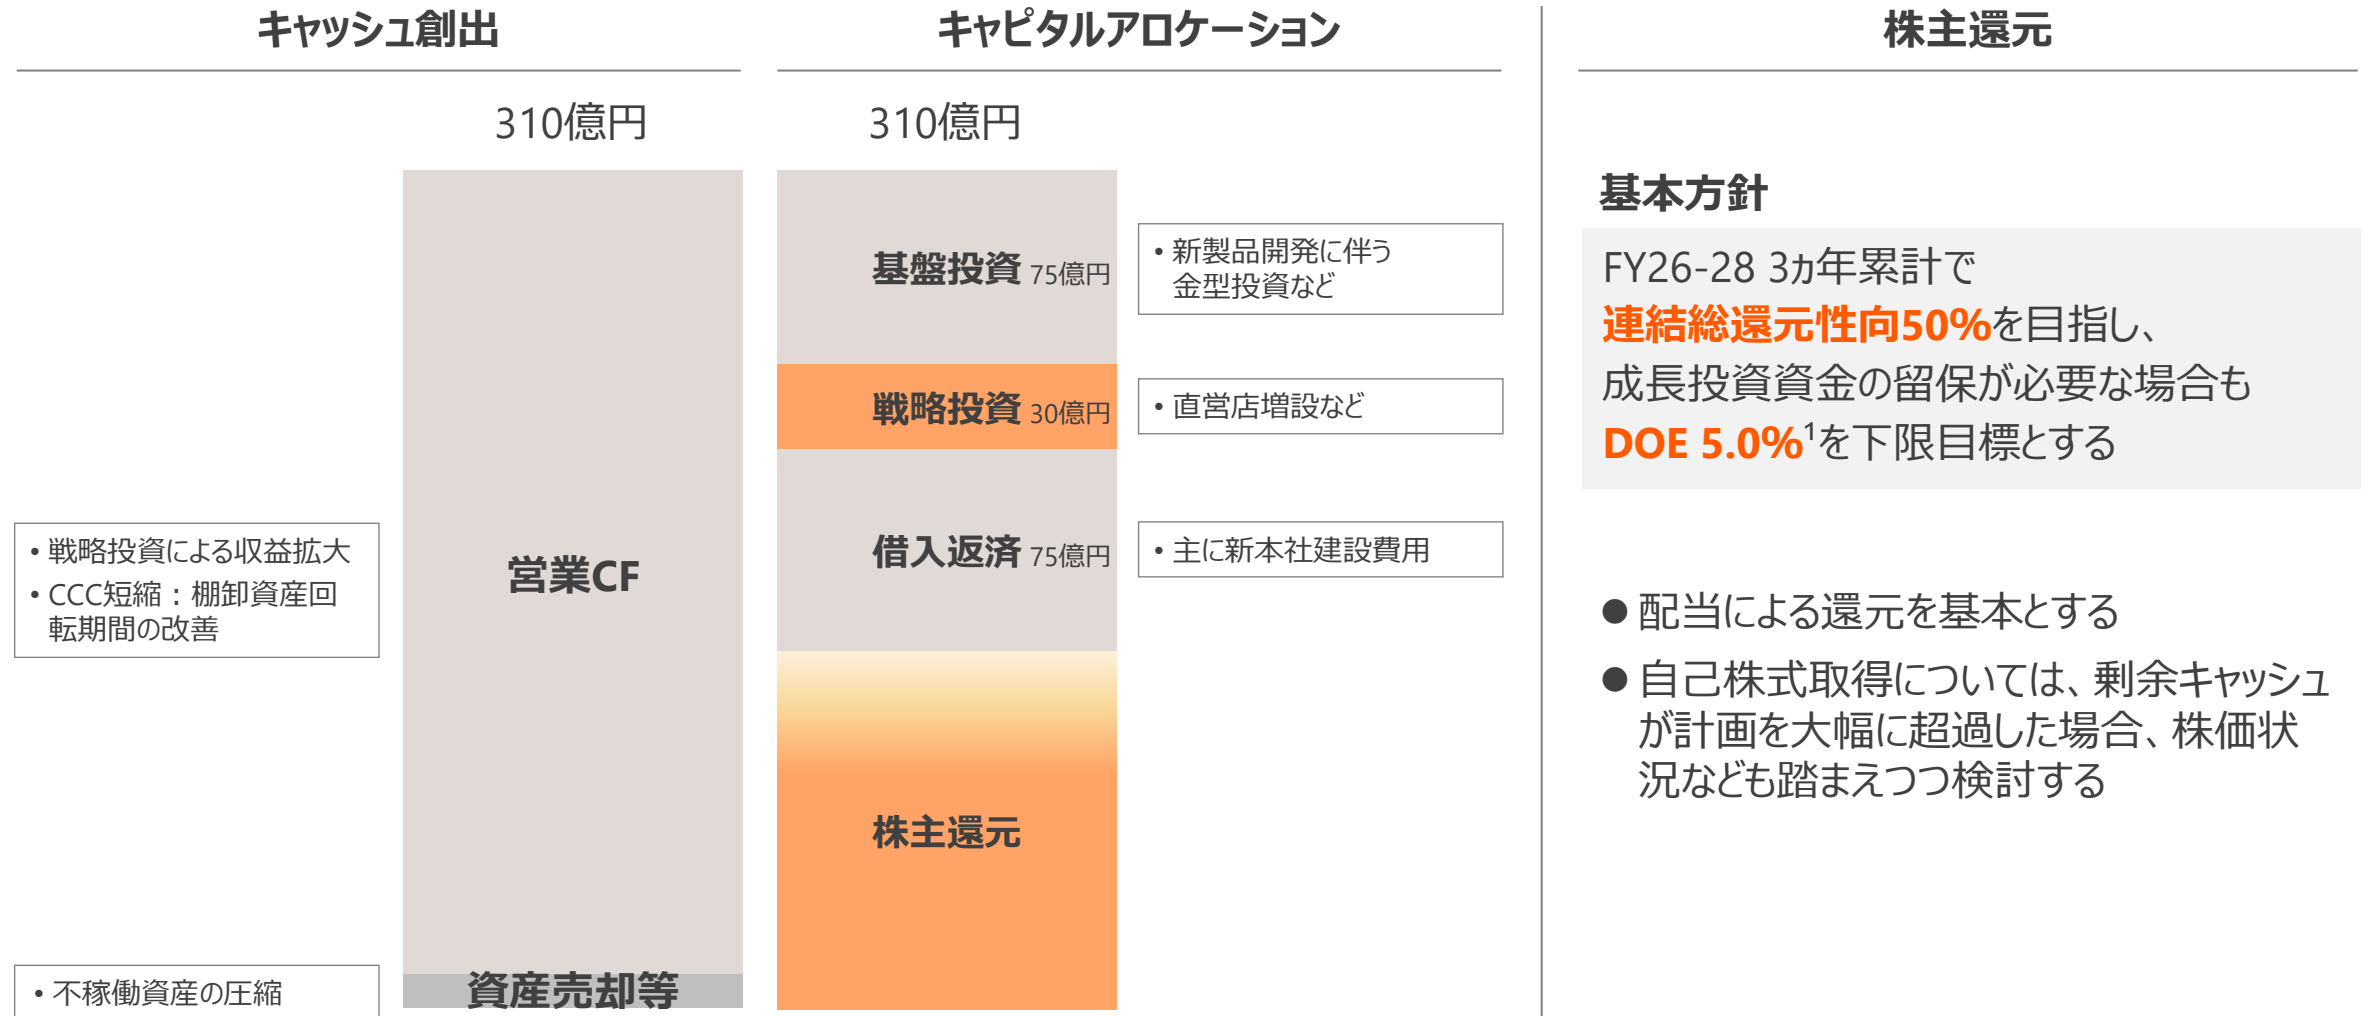 キャッシュ創出
310億円
営業CF
• 戦略投資による収益拡大
• CCC短縮：棚卸資産回
転期間の改善
資産売却等
• 不稼働資産の圧縮
キャピタルアロケーション
310億円
基盤投資 75億円
• 新製品開発に伴う
金型投資など
戦略投資 30億円
• 直営店増設など
借入返済 75億円
• 主に新本社建設費用
株主還元
株主還元
基本方針
FY26-28 3ヵ年累計で
連結総還元性向50%を目指し、
成長投資資金の留保が必要な場合も
DOE 5.0%¹を下限目標とする
● 配当による還元を基本とする
● 自己株式取得については、剰余キャッシュ
が計画を大幅に超過した場合、株価状
況なども踏まえつつ検討する